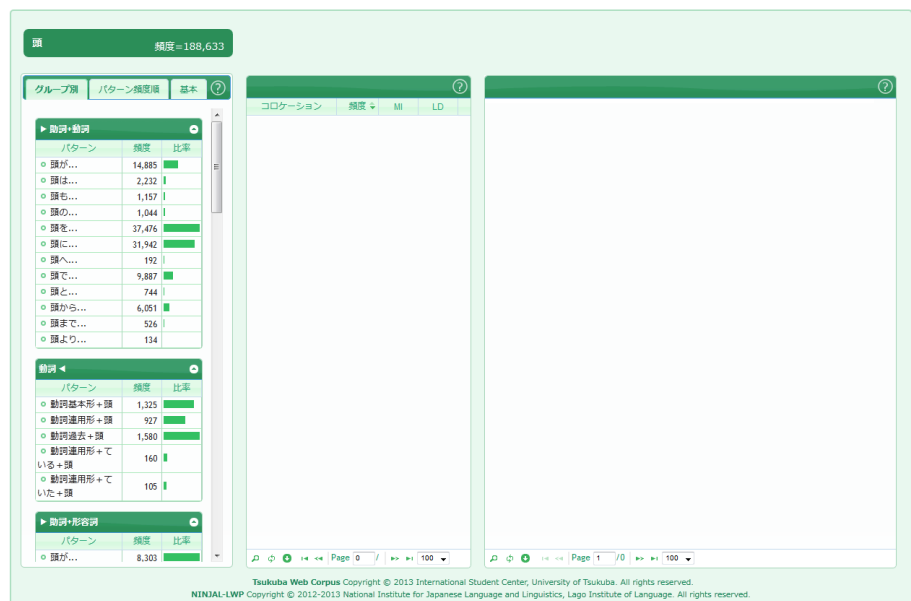 頭 頻度=188,633
グループ別 パターン頻度順 基本 ?
▶ 助詞+動詞
パターン 頻度 比率
頭が... 14,885
頭は... 2,232
頭も... 1,157
頭の... 1,044
頭を... 37,476
頭に... 31,942
頭へ... 192
頭で... 9,887
頭と... 744
頭から... 6,051
頭まで... 526
頭より... 134
動詞 ◀
パターン 頻度 比率
動詞基本形+頭 1,325
動詞連用形+頭 927
動詞過去+頭 1,580
動詞連用形+て
いる+頭 160
動詞連用形+て
いた+頭 105
▶ 助詞+形容詞
パターン 頻度 比率
頭が... 8,303
?
コロケーション 頻度 MI LD
Page 0 / 100
?
Page 1 /0 100
Tsukuba Web Corpus Copyright © 2013 International Student Center, University of Tsukuba. All rights reserved.
NINJAL-LWP Copyright © 2012-2013 National Institute for Japanese Language and Linguistics, Lago Institute of Language. All rights reserved.